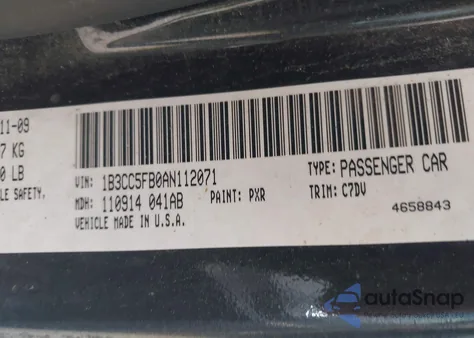 11-09
7 KG
0 LB
LE SAFETY,
VIN: 1B3CC5FB0AN112071
TYPE: PASSENGER CAR
MDH: 110914 041AB
PAINT: PXR
TRIM: C7DV
VEHICLE MADE IN U.S.A.
4658843
autoSnap